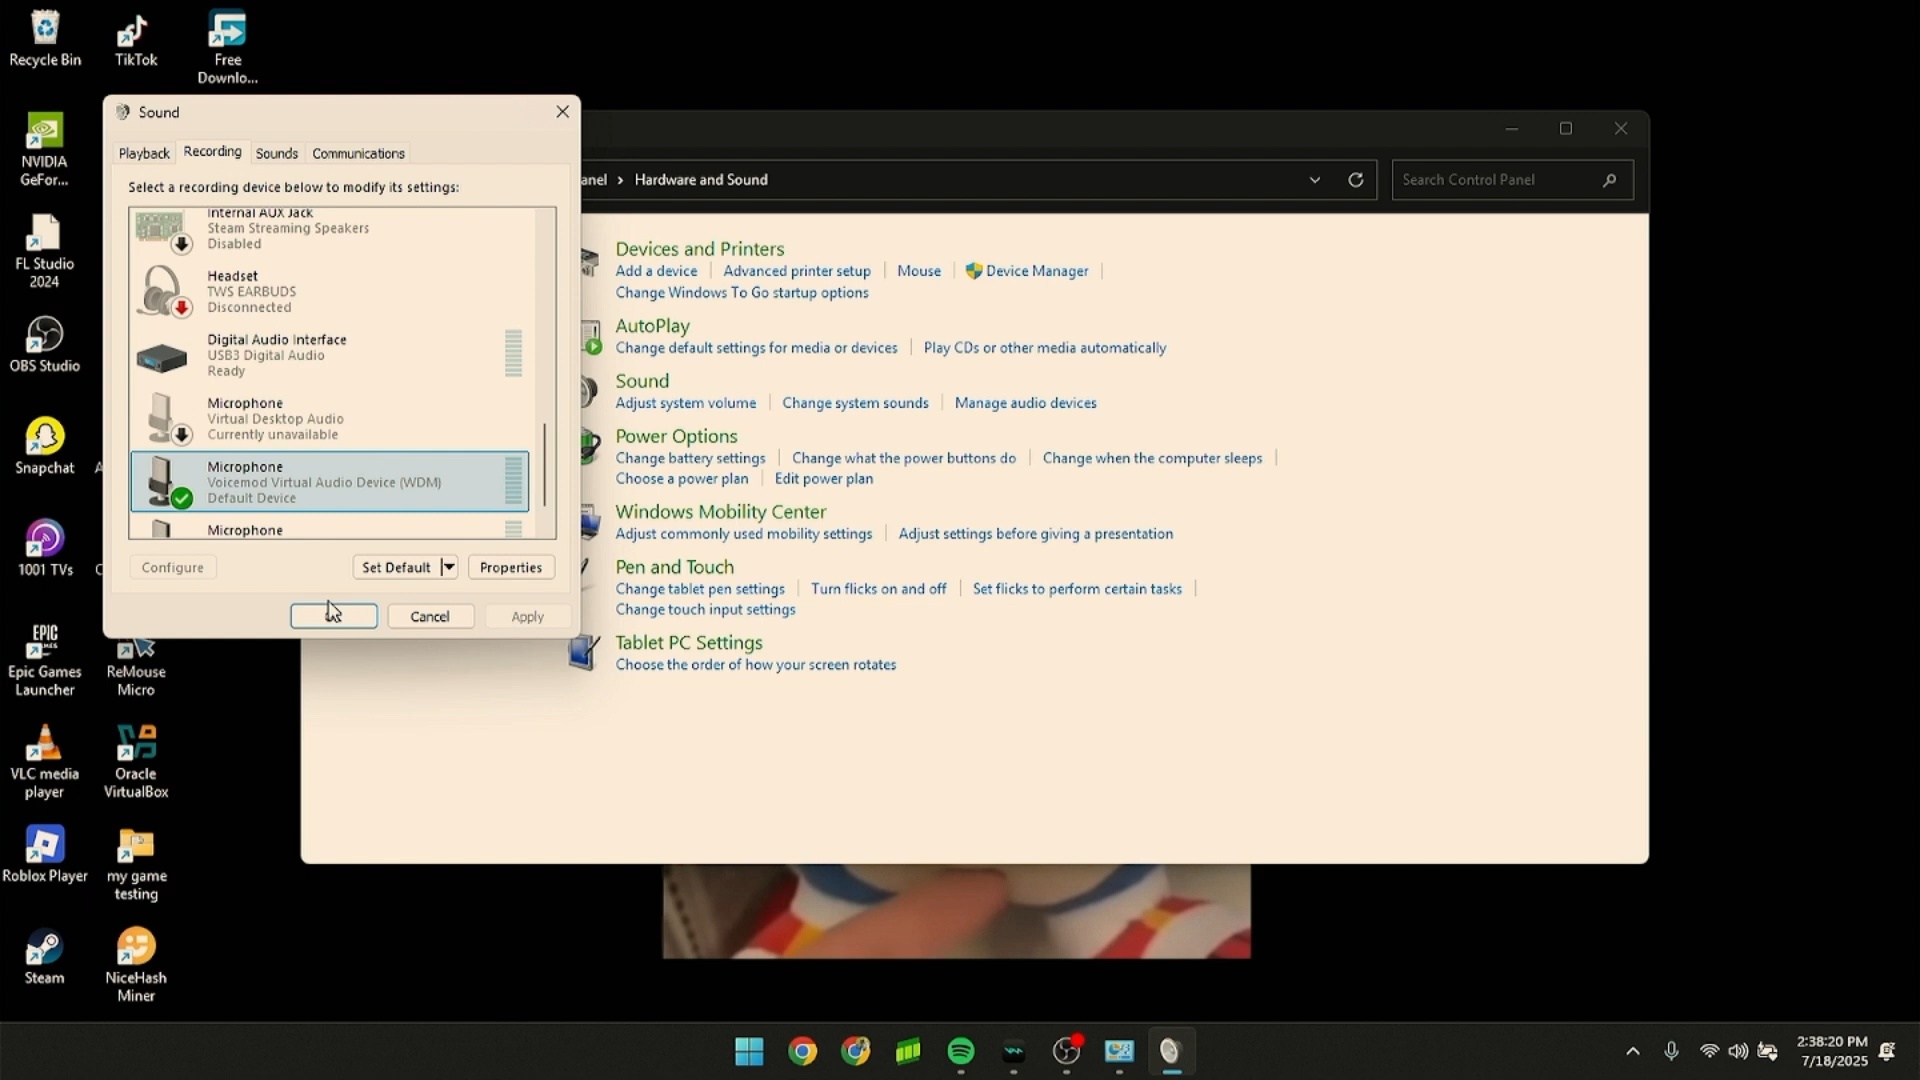 Recycle Bin
TikTok
Free
Downlo...
NVIDIA
GeFor...
FL Studio
2024
OBS Studio
Snapchat
A
1001 TVs
C
Epic Games
Launcher
ReMouse
Micro
VLC media
player
Oracle
VirtualBox
Roblox Player
my game
testing
Steam
NiceHash
Miner
Sound
Playback
Recording
Sounds
Communications
Select a recording device below to modify its settings:
Internal AUX Jack
Steam Streaming Speakers
Disabled
Headset
TWS EARBUDS
Disconnected
Digital Audio Interface
USB3 Digital Audio
Ready
Microphone
Virtual Desktop Audio
Currently unavailable
Microphone
Voicemod Virtual Audio Device (WDM)
Default Device
Microphone
Configure
Set Default
Properties
Cancel
Apply
anel › Hardware and Sound
Search Control Panel
Devices and Printers
Add a device
Advanced printer setup
Mouse
Device Manager
Change Windows To Go startup options
AutoPlay
Change default settings for media or devices
Play CDs or other media automatically
Sound
Adjust system volume
Change system sounds
Manage audio devices
Power Options
Change battery settings
Change what the power buttons do
Change when the computer sleeps
Choose a power plan
Edit power plan
Windows Mobility Center
Adjust commonly used mobility settings
Adjust settings before giving a presentation
Pen and Touch
Change tablet pen settings
Turn flicks on and off
Set flicks to perform certain tasks
Change touch input settings
Tablet PC Settings
Choose the order of how your screen rotates
2:38:20 PM
7/18/2025